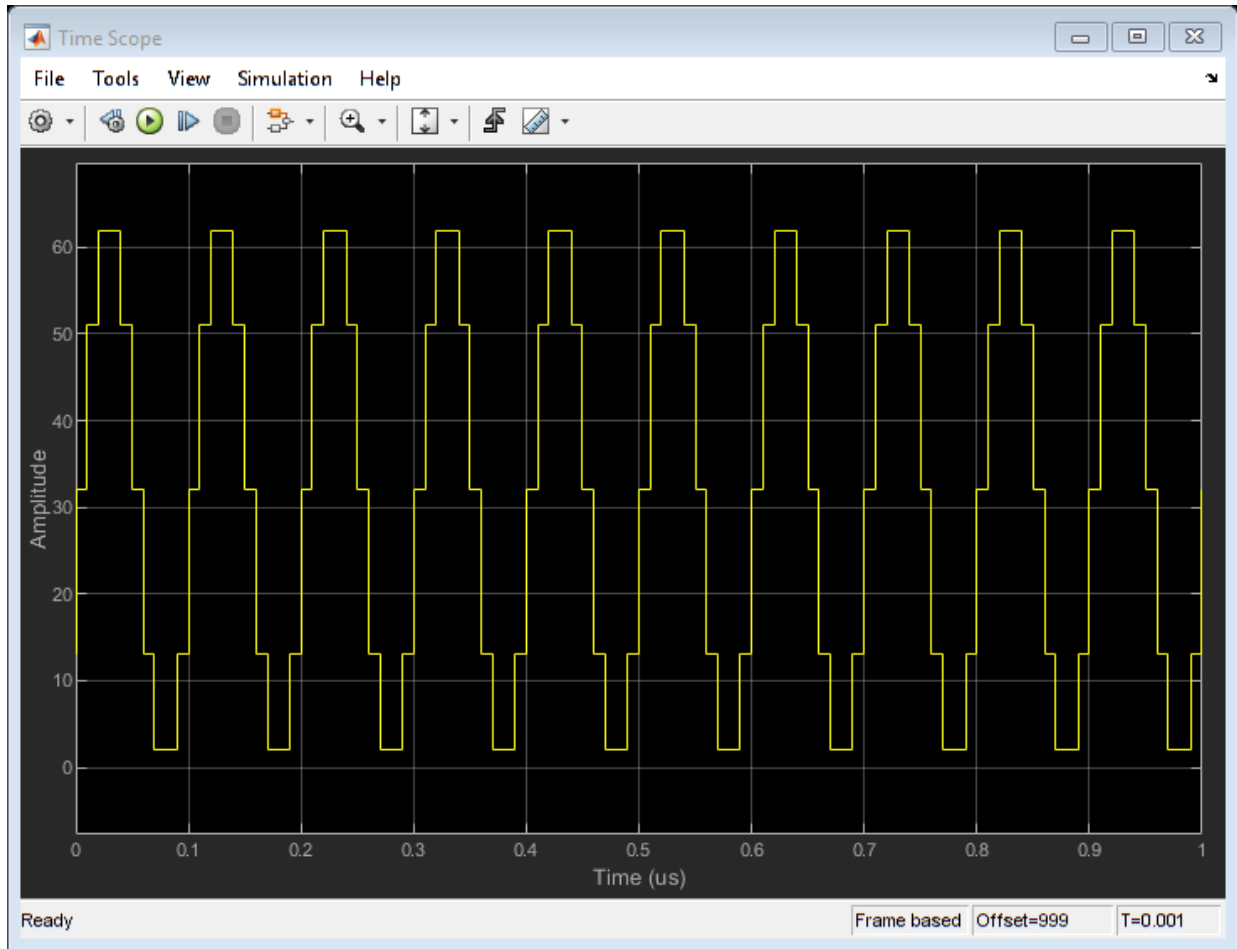 Time Scope
File Tools View Simulation Help
60
50
40
30
20
10
0
Amplitude
0 0.1 0.2 0.3 0.4 0.5 0.6 0.7 0.8 0.9 1
Time (us)
Ready Frame based Offset=999 T=0.001